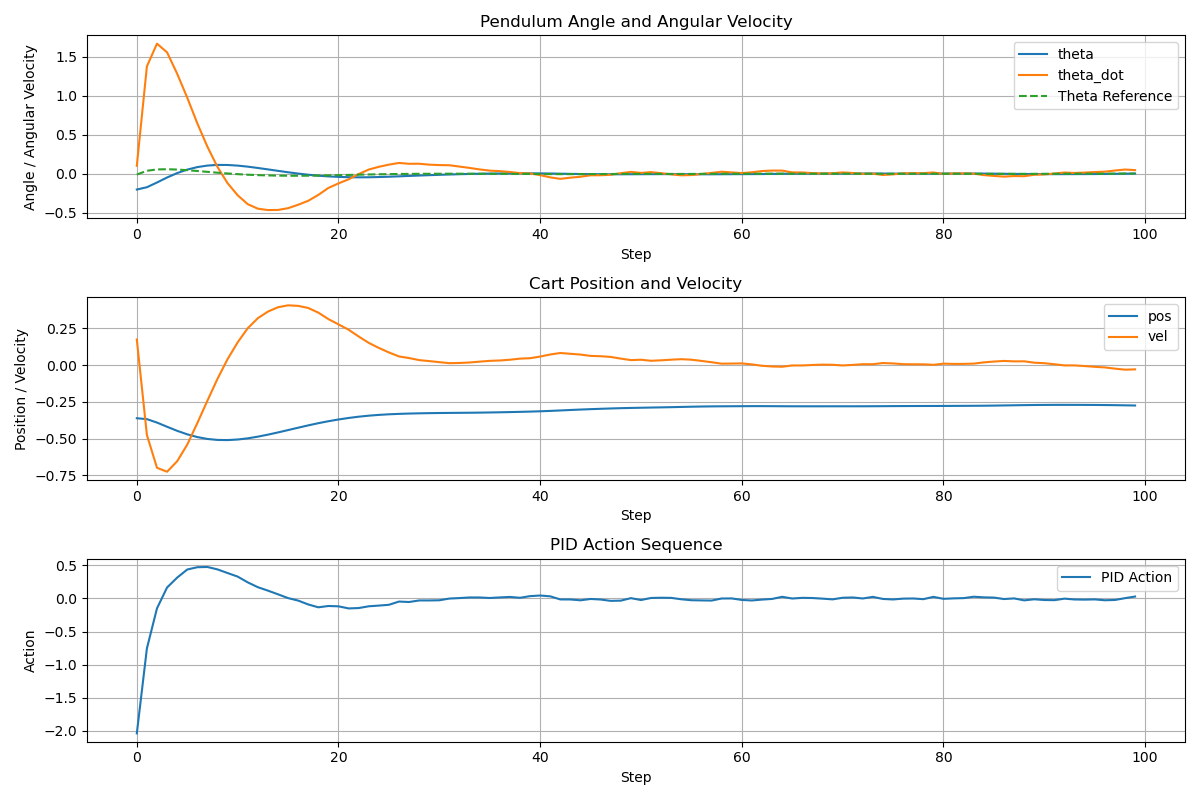 Pendulum Angle and Angular Velocity
Angle / Angular Velocity
1.5
1.0
0.5
0.0
−0.5
theta
theta_dot
Theta Reference
0 20 40 60 80 100
Step
Cart Position and Velocity
Position / Velocity
0.25
0.00
−0.25
−0.50
−0.75
pos
vel
0 20 40 60 80 100
Step
PID Action Sequence
Action
0.5
0.0
−0.5
−1.0
−1.5
−2.0
PID Action
0 20 40 60 80 100
Step